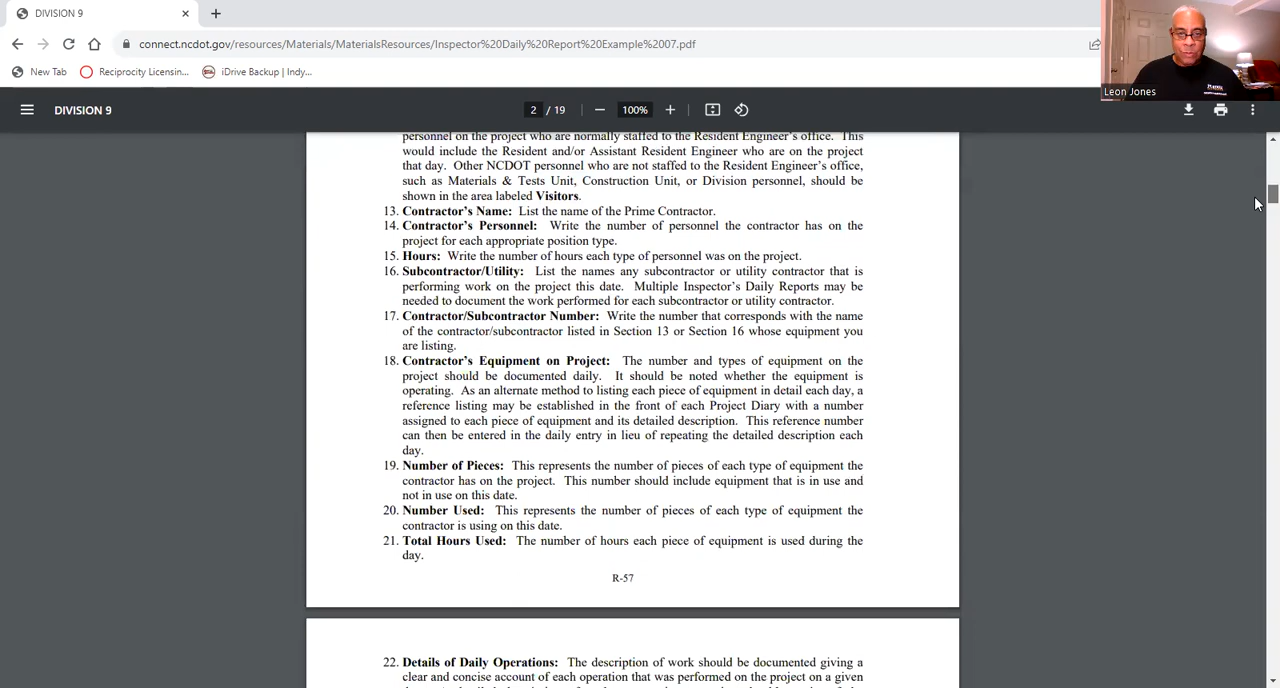 DIVISION 9
connect.ncdot.gov/resources/Materials/MaterialsResources/Inspector%20Daily%20Report%20Example%2007.pdf
New Tab
Reciprocity Licensin...
iDrive Backup | Indy...
Leon Jones
DIVISION 9
2 / 19
100%
personnel on the project who are normally staffed to the Resident Engineer's office. This
would include the Resident and/or Assistant Resident Engineer who are on the project
that day. Other NCDOT personnel who are not staffed to the Resident Engineer's office,
such as Materials & Tests Unit, Construction Unit, or Division personnel, should be
shown in the area labeled Visitors.
13. Contractor's Name: List the name of the Prime Contractor.
14. Contractor's Personnel: Write the number of personnel the contractor has on the
project for each appropriate position type.
15. Hours: Write the number of hours each type of personnel was on the project.
16. Subcontractor/Utility: List the names any subcontractor or utility contractor that is
performing work on the project this date. Multiple Inspector's Daily Reports may be
needed to document the work performed for each subcontractor or utility contractor.
17. Contractor/Subcontractor Number: Write the number that corresponds with the name
of the contractor/subcontractor listed in Section 13 or Section 16 whose equipment you
are listing.
18. Contractor's Equipment on Project: The number and types of equipment on the
project should be documented daily. It should be noted whether the equipment is
operating. As an alternate method to listing each piece of equipment in detail each day, a
reference listing may be established in the front of each Project Diary with a number
assigned to each piece of equipment and its detailed description. This reference number
can then be entered in the daily entry in lieu of repeating the detailed description each
day.
19. Number of Pieces: This represents the number of pieces of each type of equipment the
contractor has on the project. This number should include equipment that is in use and
not in use on this date.
20. Number Used: This represents the number of pieces of each type of equipment the
contractor is using on this date.
21. Total Hours Used: The number of hours each piece of equipment is used during the
day.
R-57
22. Details of Daily Operations: The description of work should be documented giving a
clear and concise account of each operation that was performed on the project on a given